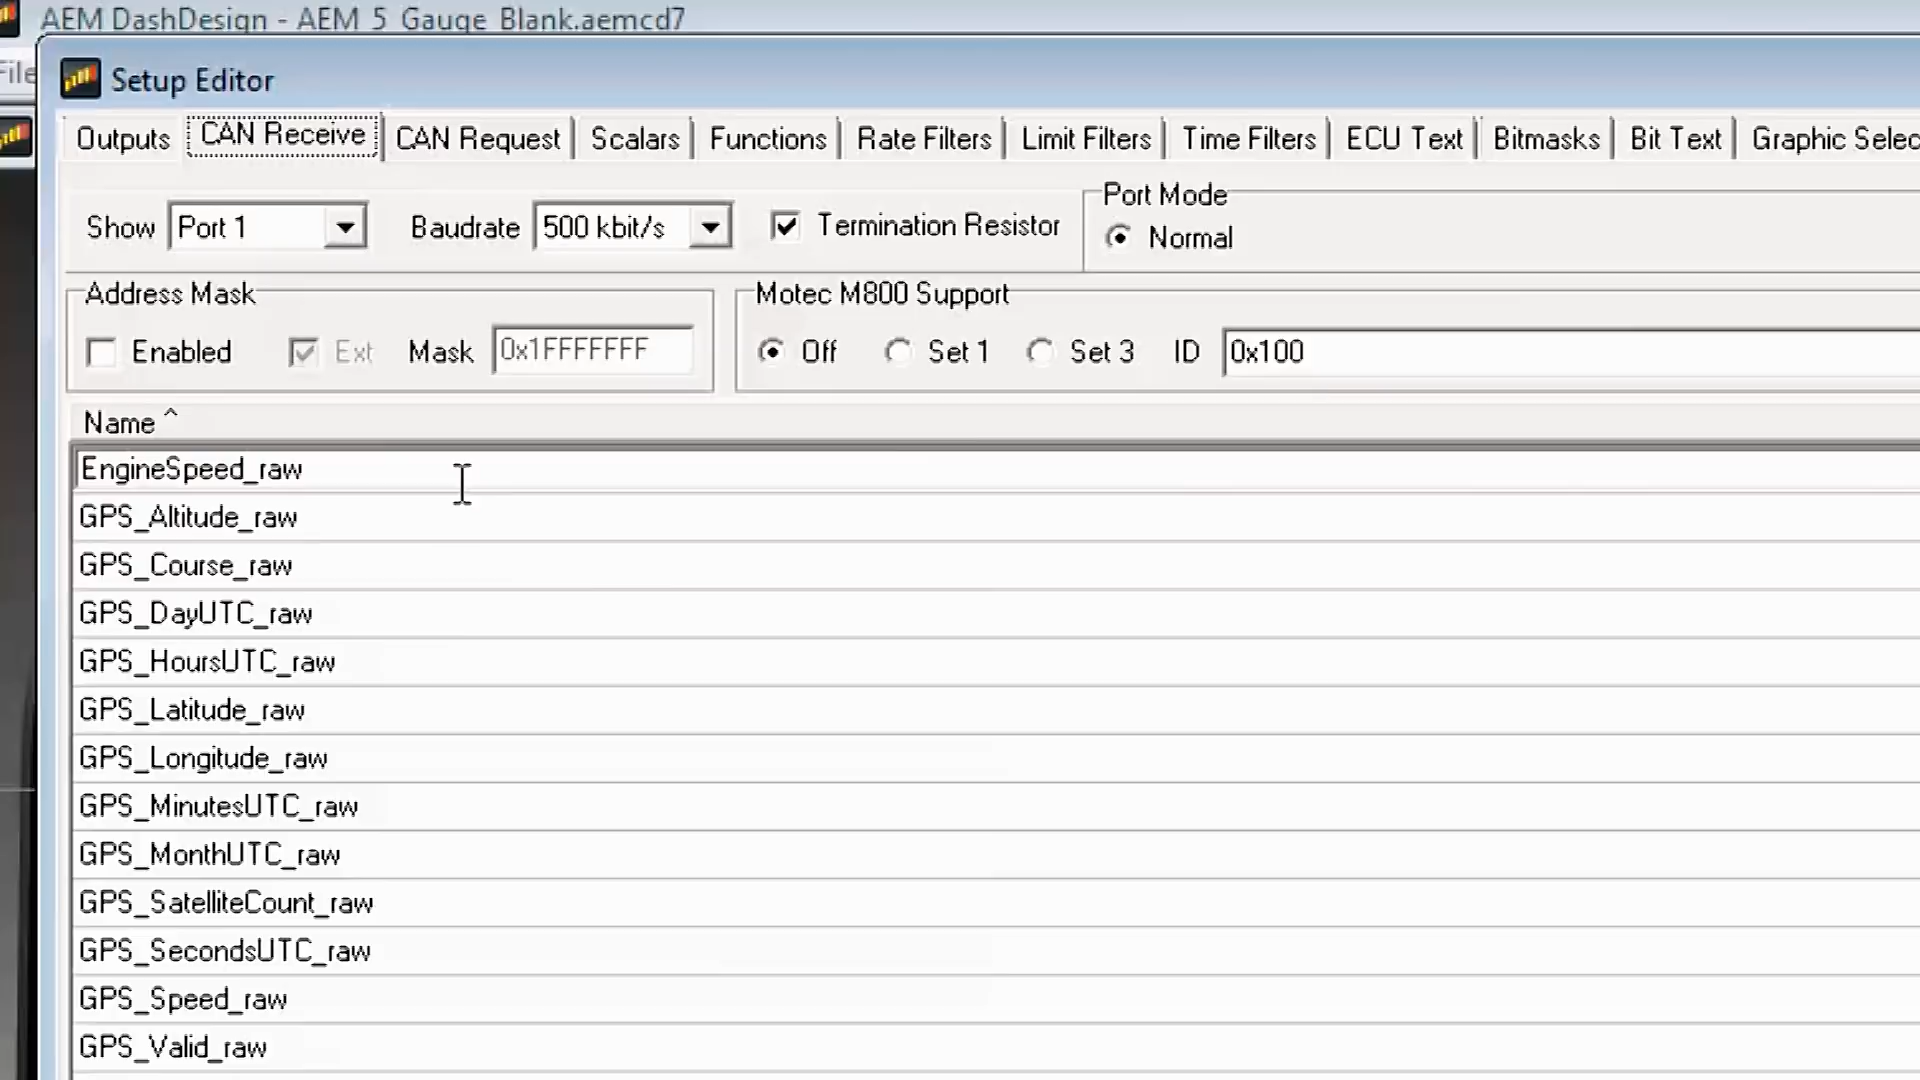 AEM DashDesign - AEM 5 Gauge Blank.aemcd7
File
Setup Editor
Outputs CAN Receive CAN Request Scalars Functions Rate Filters Limit Filters Time Filters ECU Text Bitmasks Bit Text Graphic Selec
Port Mode
Show Port 1 Baudrate 500 kbit/s Termination Resistor Normal
Address Mask Motec M800 Support
Enabled Ext Mask 0x1FFFFFFF Off Set 1 Set 3 ID 0x100
Name ^
EngineSpeed_raw
GPS_Altitude_raw
GPS_Course_raw
GPS_DayUTC_raw
GPS_HoursUTC_raw
GPS_Latitude_raw
GPS_Longitude_raw
GPS_MinutesUTC_raw
GPS_MonthUTC_raw
GPS_SatelliteCount_raw
GPS_SecondsUTC_raw
GPS_Speed_raw
GPS_Valid_raw